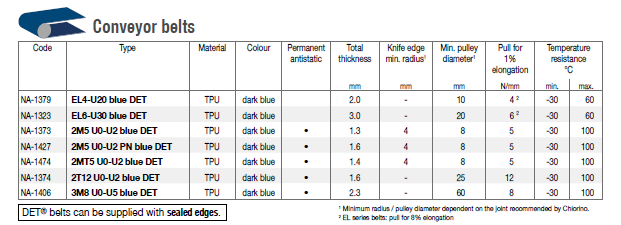 Conveyor belts
Code Type Material Colour Permanent antistatic Total thickness Knife edge min. radius¹ Min. pulley diameter¹ Pull for 1% elongation Temperature resistance °C
mm mm mm N/mm min. max.
NA-1379 EL4-U20 blue DET TPU dark blue 2.0 - 10 4 ² -30 60
NA-1323 EL6-U30 blue DET TPU dark blue 3.0 - 20 6 ² -30 60
NA-1373 2M5 U0-U2 blue DET TPU dark blue • 1.3 4 8 5 -30 100
NA-1427 2M5 U0-U2 PN blue DET TPU dark blue • 1.6 4 8 5 -30 100
NA-1474 2MT5 U0-U2 blue DET TPU dark blue • 1.4 4 8 5 -30 100
NA-1374 2T12 U0-U2 blue DET TPU dark blue • 1.6 - 25 12 -30 100
NA-1406 3M8 U0-U5 blue DET TPU dark blue • 2.3 - 60 8 -30 100
DET® belts can be supplied with sealed edges.
¹ Minimum radius / pulley diameter dependent on the joint recommended by Chiorino.
² EL series belts: pull for 8% elongation